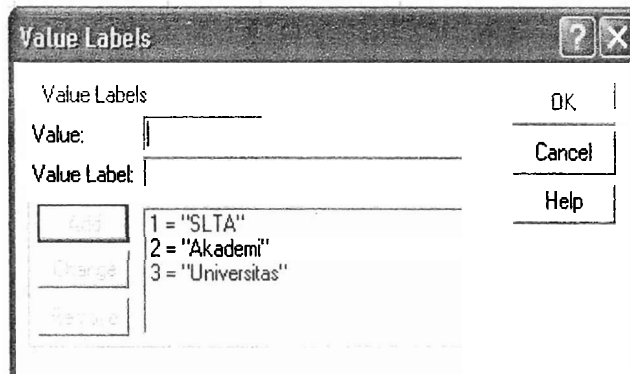 Value Labels
Value Labels
Value:
Value Label:
Add
Change
Remove
1 = "SLTA"
2 = "Akademi"
3 = "Universitas"
OK
Cancel
Help